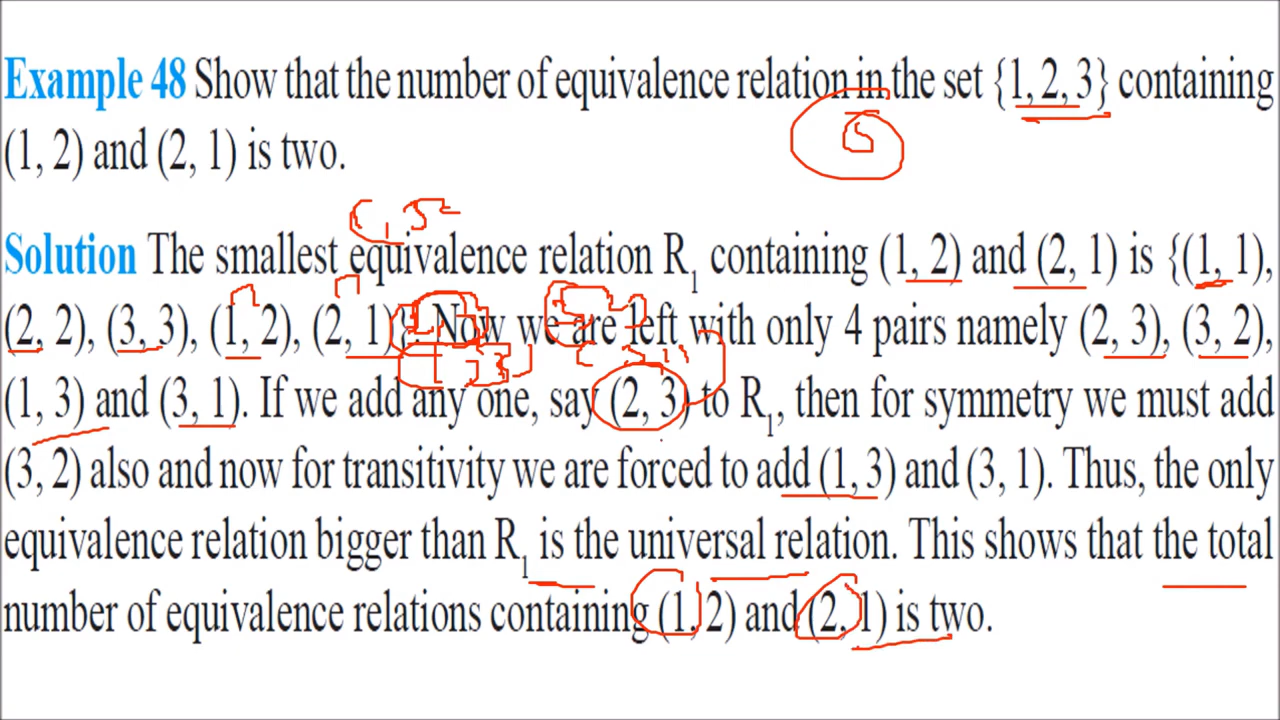 Example 48 Show that the number of equivalence relation in the set {1, 2, 3} containing
(1, 2) and (2, 1) is two.
Solution The smallest equivalence relation R1 containing (1, 2) and (2, 1) is {(1, 1),
(2, 2), (3, 3), (1, 2), (2, 1)}. Now we are left with only 4 pairs namely (2, 3), (3, 2),
(1, 3) and (3, 1). If we add any one, say (2, 3) to R1, then for symmetry we must add
(3, 2) also and now for transitivity we are forced to add (1, 3) and (3, 1). Thus, the only
equivalence relation bigger than R1 is the universal relation. This shows that the total
number of equivalence relations containing (1, 2) and (2, 1) is two.